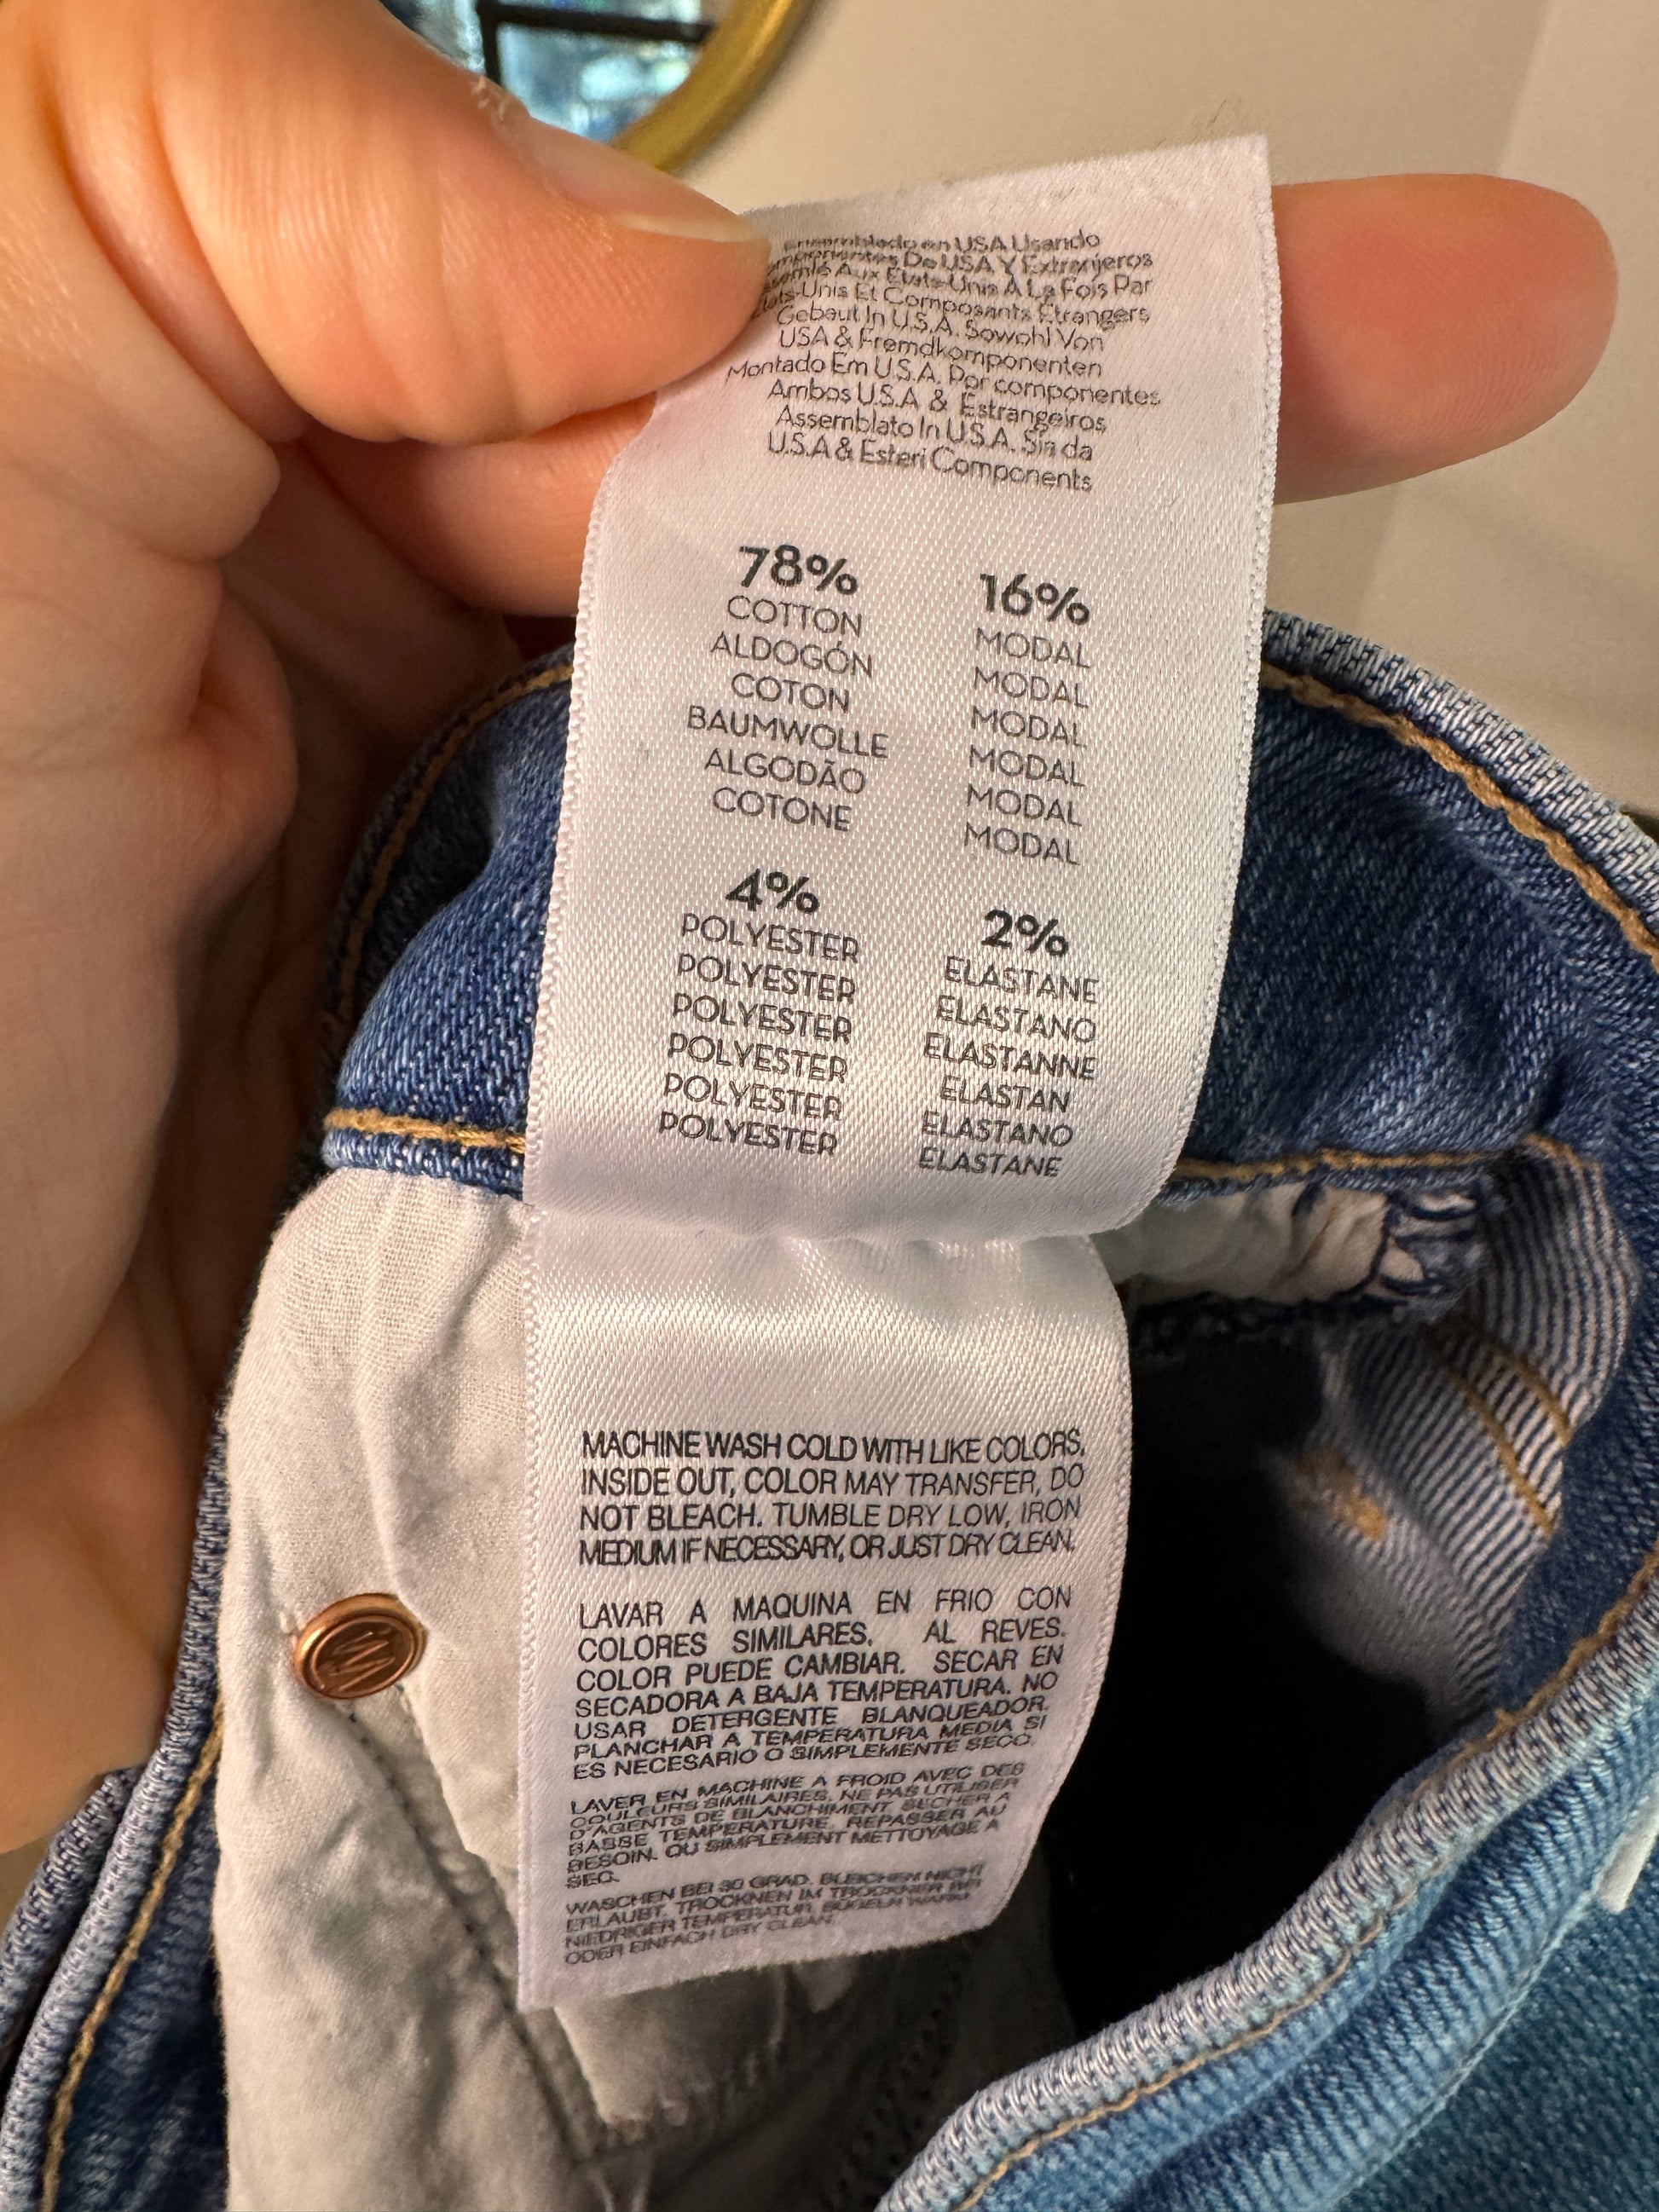 Ensamblado en USA Usando
De USA Y Extranjeros
Aux Etats-Unis A La Fois Par
Et Composants Etrangers
Gebaut In U.S.A. Sowohl Von
USA & Fremdkomponenten
Montado Em U.S.A. Por componentes
Ambos U.S.A & Estrangeiros
Assemblato In U.S.A. Sia da
U.S.A & Esteri Components
78%
COTTON
ALDOGÓN
COTON
BAUMWOLLE
ALGODÃO
COTONE
16%
MODAL
MODAL
MODAL
MODAL
MODAL
MODAL
4%
POLYESTER
POLYESTER
POLYESTER
POLYESTER
POLYESTER
POLYESTER
2%
ELASTANE
ELASTANO
ELASTANNE
ELASTAN
ELASTANO
ELASTANE
MACHINE WASH COLD WITH LIKE COLORS,
INSIDE OUT, COLOR MAY TRANSFER, DO
NOT BLEACH. TUMBLE DRY LOW, IRON
MEDIUM IF NECESSARY, OR JUST DRY CLEAN.
LAVAR A MAQUINA EN FRIO CON
COLORES SIMILARES. AL REVES.
COLOR PUEDE CAMBIAR. SECAR EN
SECADORA A BAJA TEMPERATURA. NO
USAR DETERGENTE BLANQUEADOR.
PLANCHAR A TEMPERATURA MEDIA SI
ES NECESARIO O SIMPLEMENTE SECO.
LAVER EN MACHINE A FROID AVEC DES
COULEURS SIMILAIRES. NE PAS UTILISER
D'AGENTS DE BLANCHIMENT SECHER A
BASSE TEMPERATURE. REPASSER AU
BESOIN. OU SIMPLEMENT METTOYAGE A
SEC.
WASCHEN BEI 30 GRAD. BLEICHEN NICHT
ERLAUBT. TROCKNEN IM TROCKNER BEI
NIEDRIGER TEMPERATUR. BÜGELN WARM
ODER EINFACH DRY CLEAN.